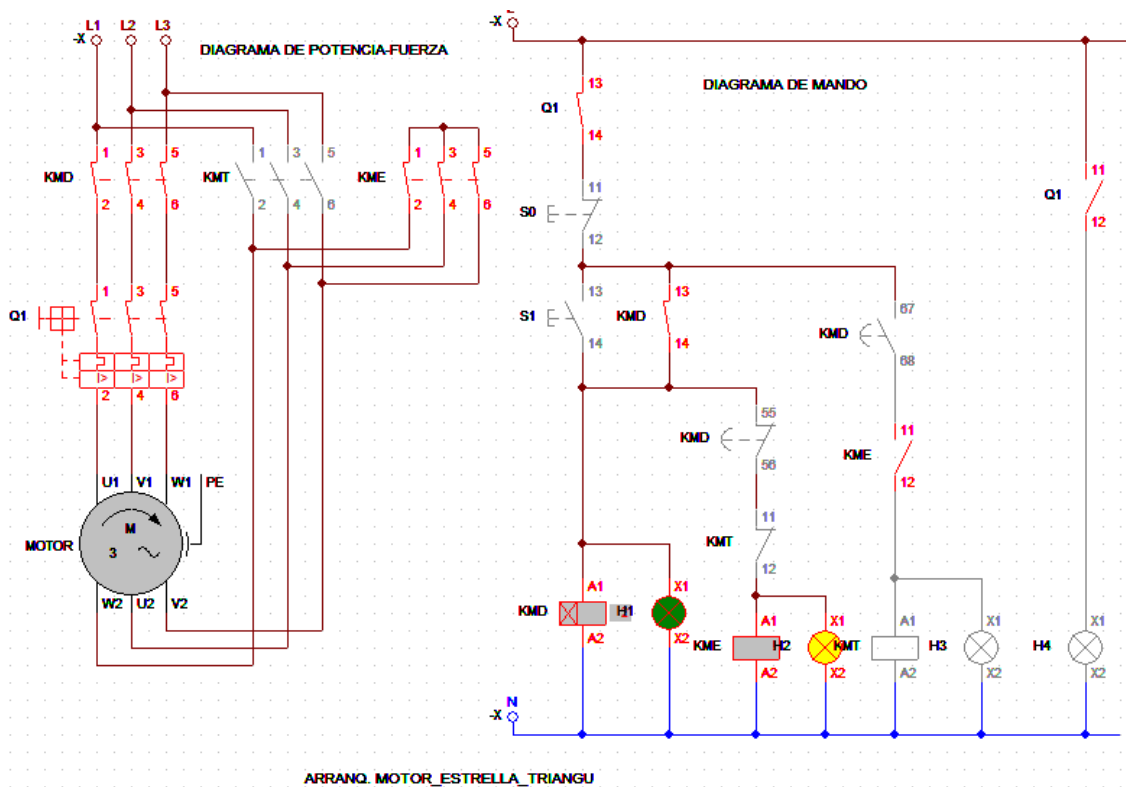 L1 L2 L3
-X
DIAGRAMA DE POTENCIA-FUERZA
KMD 1 3 5
2 4 6
KMT 1 3 5
2 4 6
KME 1 3 5
2 4 6
Q1 1 3 5
I> I> I>
2 4 6
U1 V1 W1 PE
MOTOR
M
3
W2 U2 V2
-X
DIAGRAMA DE MANDO
Q1 13
14
S0 11
12
S1 13
14
KMD 13
14
KMD 67
68
Q1 11
12
KMD 55
56
KME 11
12
KMT 11
12
KMD A1
A2
H1 X1
X2
KME A1
A2
H2 X1
X2
KMT A1
A2
H3 X1
X2
H4 X1
X2
-X N
ARRANQ. MOTOR_ESTRELLA_TRIANGU